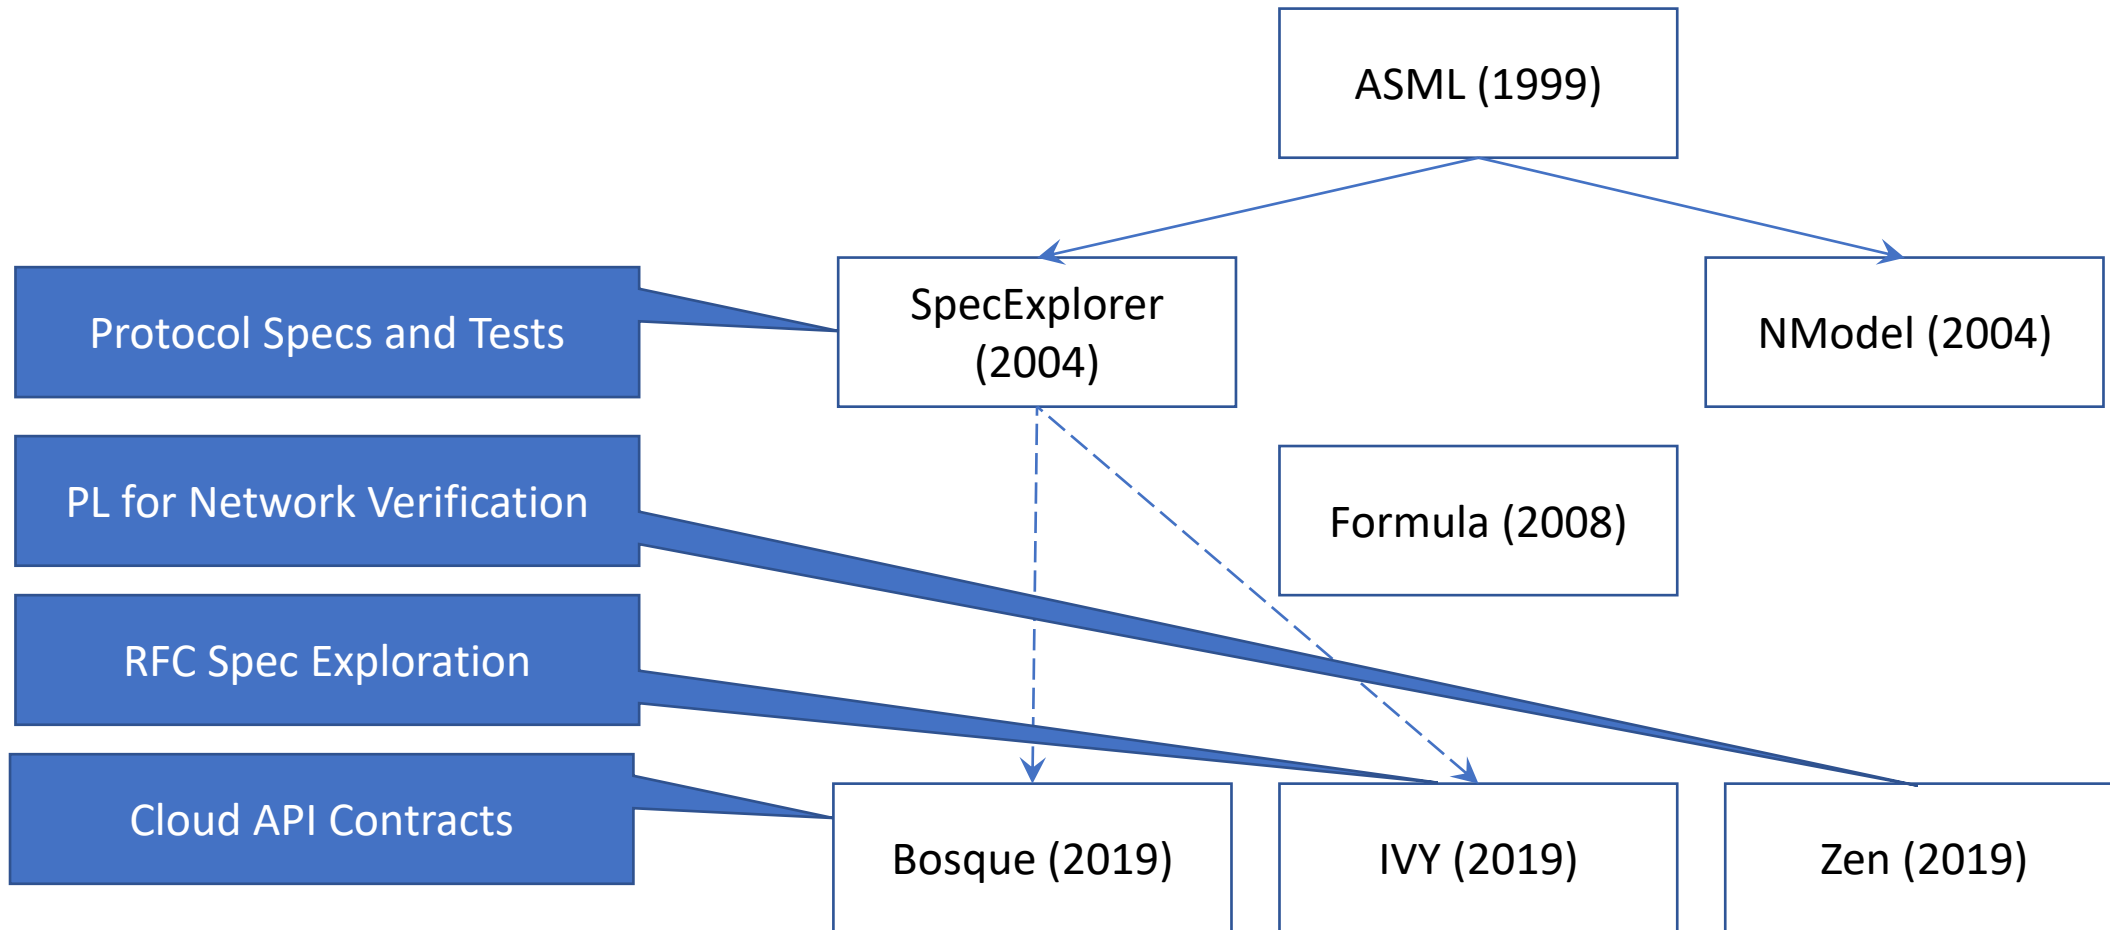 ASML (1999)
Protocol Specs and Tests
SpecExplorer
(2004)
NModel (2004)
PL for Network Verification
Formula (2008)
RFC Spec Exploration
Cloud API Contracts
Bosque (2019)
IVY (2019)
Zen (2019)